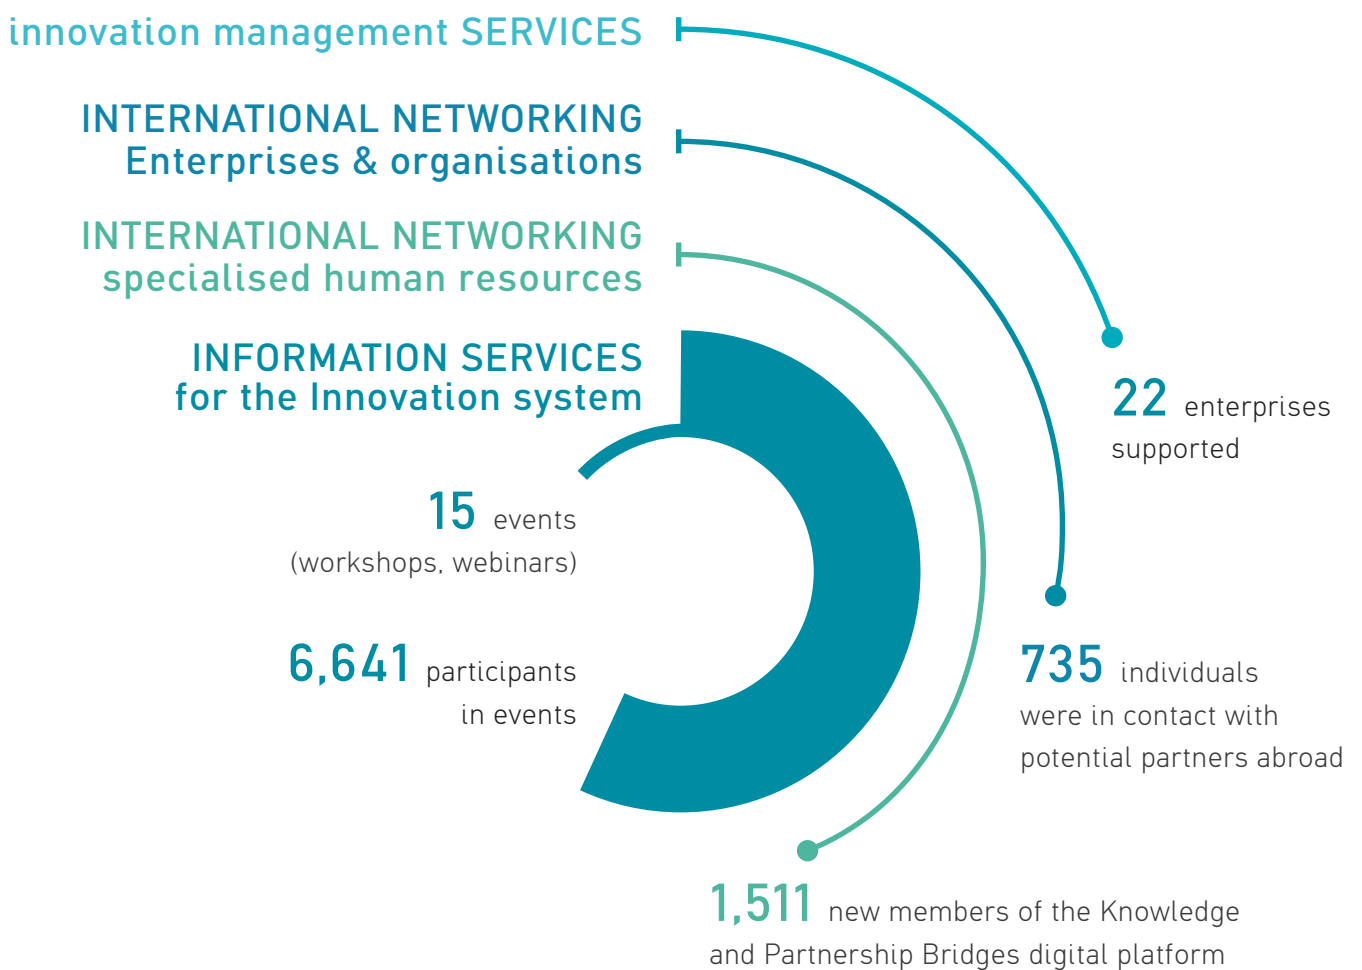 innovation management SERVICES
INTERNATIONAL NETWORKING
Enterprises & organisations
INTERNATIONAL NETWORKING
specialised human resources
INFORMATION SERVICES
for the Innovation system
22 enterprises
supported
15 events
(workshops, webinars)
6,641 participants
in events
735 individuals
were in contact with
potential partners abroad
1,511 new members of the Knowledge
and Partnership Bridges digital platform